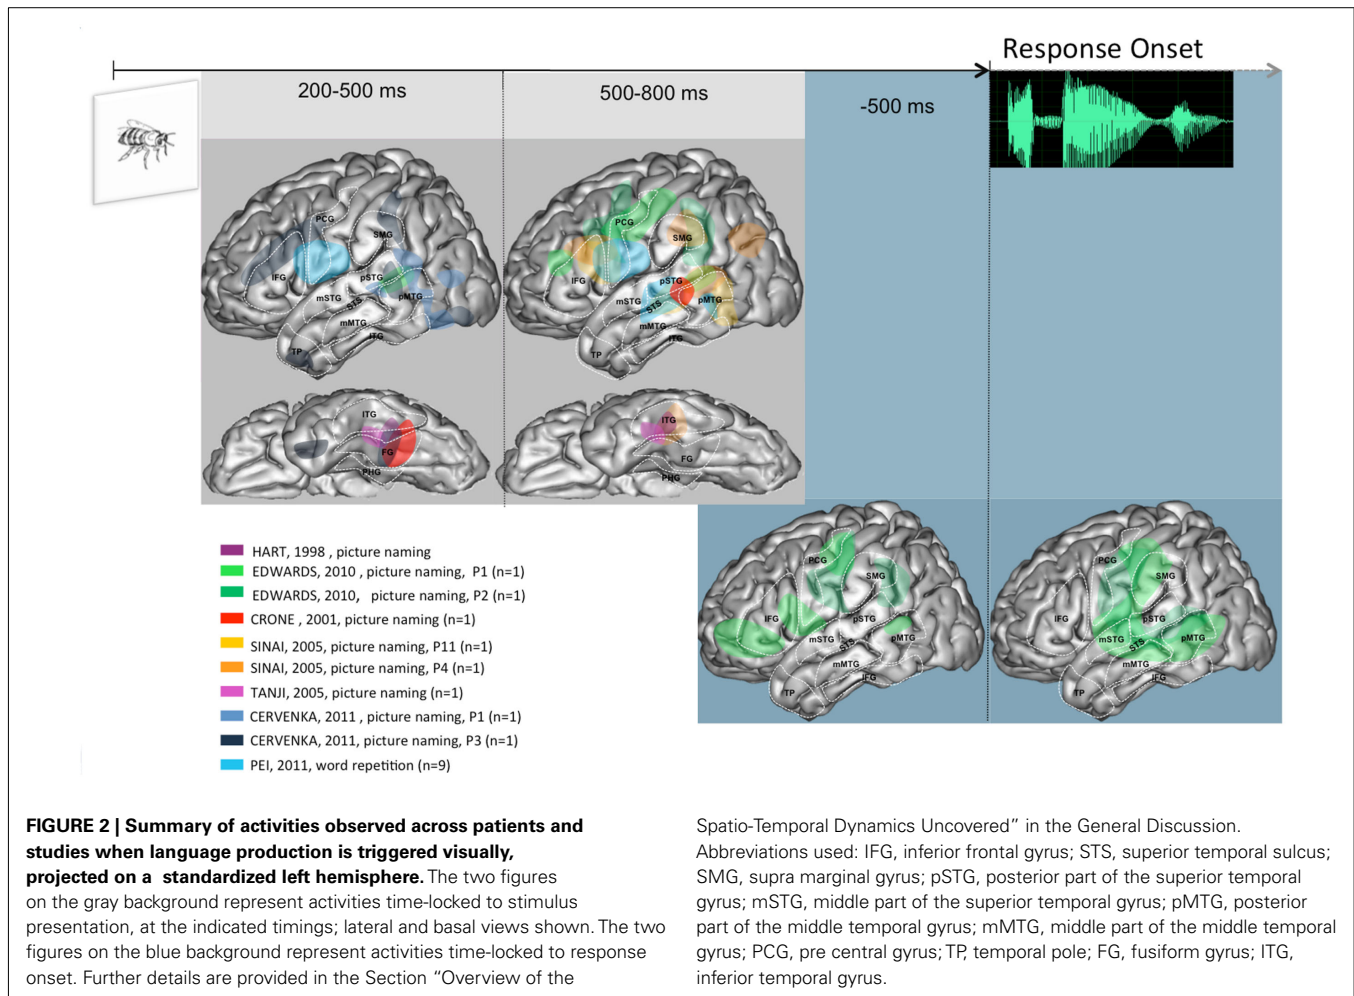 Response Onset
200-500 ms
500-800 ms
-500 ms
PCG
SMG
IFG
pSTG
mSTG
STS
pMTG
mMTG
ITG
TP
ITG
FG
PHG
PCG
SMG
IFG
pSTG
mSTG
STS
pMTG
mMTG
ITG
TP
ITG
FG
PHG
HART, 1998 , picture naming
EDWARDS, 2010 , picture naming, P1 (n=1)
EDWARDS, 2010, picture naming, P2 (n=1)
CRONE , 2001, picture naming (n=1)
SINAI, 2005, picture naming, P11 (n=1)
SINAI, 2005, picture naming, P4 (n=1)
TANJI, 2005, picture naming (n=1)
CERVENKA, 2011 , picture naming, P1 (n=1)
CERVENKA, 2011, picture naming, P3 (n=1)
PEI, 2011, word repetition (n=9)
PCG
SMG
IFG
pSTG
mSTG
STS
pMTG
mMTG
IFG
TP
PCG
SMG
IFG
pSTG
mSTG
STS
pMTG
mMTG
IFG
TP
FIGURE 2 | Summary of activities observed across patients and
studies when language production is triggered visually,
projected on a standardized left hemisphere. The two figures
on the gray background represent activities time-locked to stimulus
presentation, at the indicated timings; lateral and basal views shown. The two
figures on the blue background represent activities time-locked to response
onset. Further details are provided in the Section “Overview of the
Spatio-Temporal Dynamics Uncovered” in the General Discussion.
Abbreviations used: IFG, inferior frontal gyrus; STS, superior temporal sulcus;
SMG, supra marginal gyrus; pSTG, posterior part of the superior temporal
gyrus; mSTG, middle part of the superior temporal gyrus; pMTG, posterior
part of the middle temporal gyrus; mMTG, middle part of the middle temporal
gyrus; PCG, pre central gyrus; TP, temporal pole; FG, fusiform gyrus; ITG,
inferior temporal gyrus.